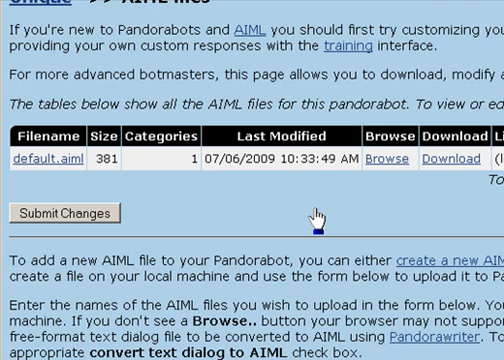 Unique >> AIML files
If you're new to Pandorabots and AIML you should first try customizing
providing your own custom responses with the training interface.
For more advanced botmasters, this page allows you to download, modify
The tables below show all the AIML files for this pandorabot. To view or
Filename Size Categories Last Modified Browse Download
default.aiml 381 1 07/06/2009 10:33:49 AM Browse Download
To
Submit Changes
To add a new AIML file to your Pandorabot, you can either create a new
create a file on your local machine and use the form below to upload it to
Enter the names of the AIML files you wish to upload in the form below.
machine. If you don't see a Browse.. button your browser may not
free-format text dialog file to be converted to AIML using Pandorawriter.
appropriate convert text dialog to AIML check box.